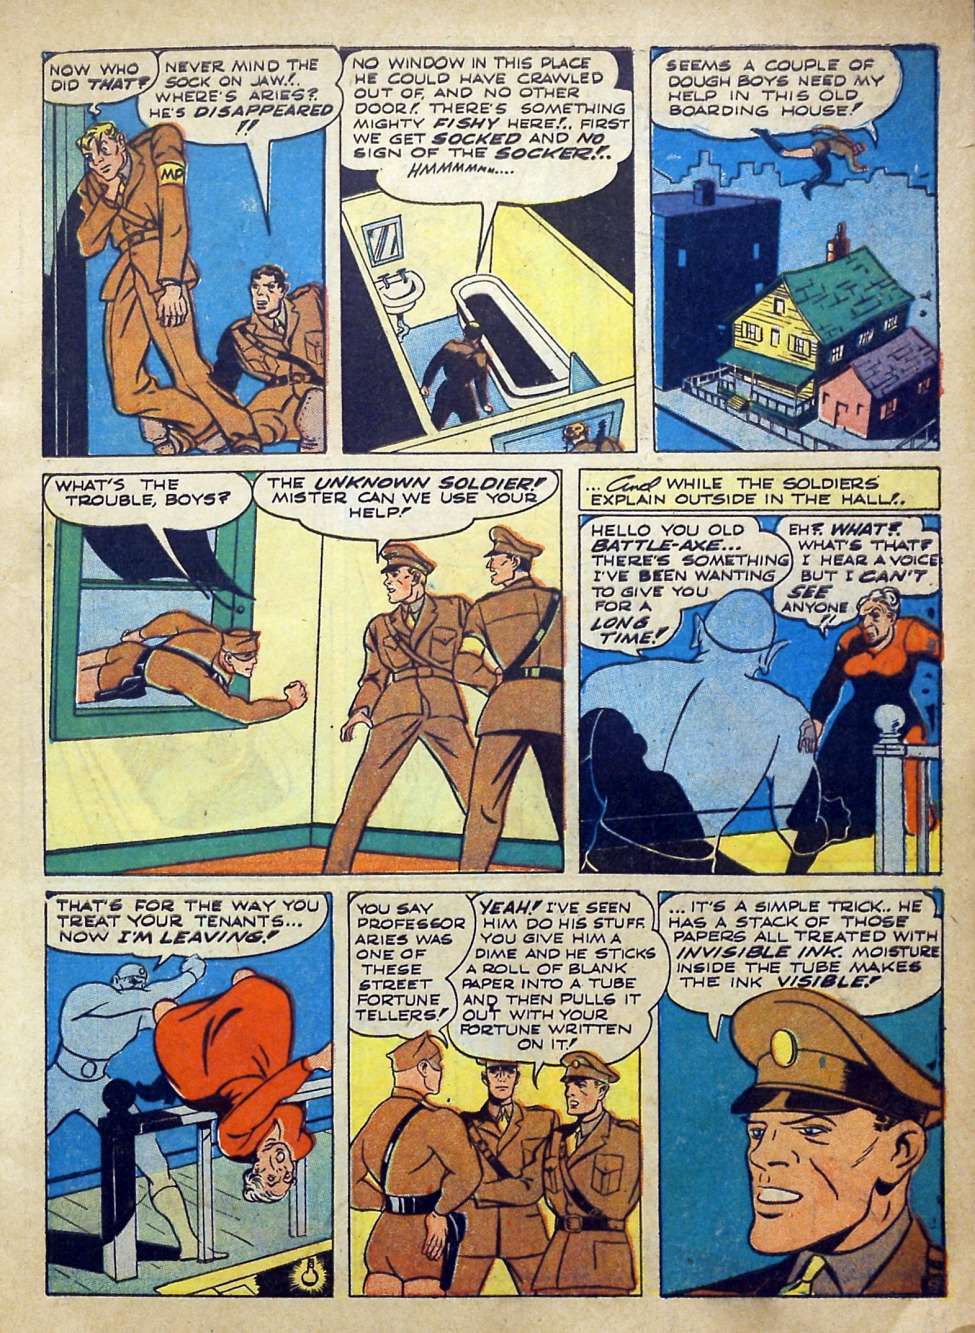 NOW WHO
DID THAT?
NEVER MIND THE
SOCK ON JAW!..
WHERE'S ARIES?.
HE'S DISAPPEARED
!!
MP
NO WINDOW IN THIS PLACE
HE COULD HAVE CRAWLED
OUT OF, AND NO OTHER
DOOR!. THERE'S SOMETHING
MIGHTY FISHY HERE!.. FIRST
WE GET SOCKED AND NO
SIGN OF THE SOCKER!..
HMMMMMM....
SEEMS A COUPLE OF
DOUGH BOYS NEED MY
HELP IN THIS OLD
BOARDING HOUSE!
WHAT'S THE
TROUBLE, BOYS?
THE UNKNOWN SOLDIER!
MISTER CAN WE USE YOUR
HELP!
...And WHILE THE SOLDIERS
EXPLAIN OUTSIDE IN THE HALL!..
HELLO YOU OLD
BATTLE-AXE...
THERE'S SOMETHING
I'VE BEEN WANTING
TO GIVE YOU
FOR A
LONG
TIME!
EH?. WHAT?.
WHAT'S THAT?
I HEAR A VOICE
BUT I CAN'T
SEE
ANYONE
!!
THAT'S FOR THE WAY YOU
TREAT YOUR TENANTS...
NOW I'M LEAVING!
YOU SAY
PROFESSOR
ARIES WAS
ONE OF
THESE
STREET
FORTUNE
TELLERS!
YEAH! I'VE SEEN
HIM DO HIS STUFF.
YOU GIVE HIM A
DIME AND HE STICKS
A ROLL OF BLANK
PAPER INTO A TUBE
AND THEN PULLS IT
OUT WITH YOUR
FORTUNE WRITTEN
ON IT!
...IT'S A SIMPLE TRICK.. HE
HAS A STACK OF THOSE
PAPERS ALL TREATED WITH
INVISIBLE INK. MOISTURE
INSIDE THE TUBE MAKES
THE INK VISIBLE!